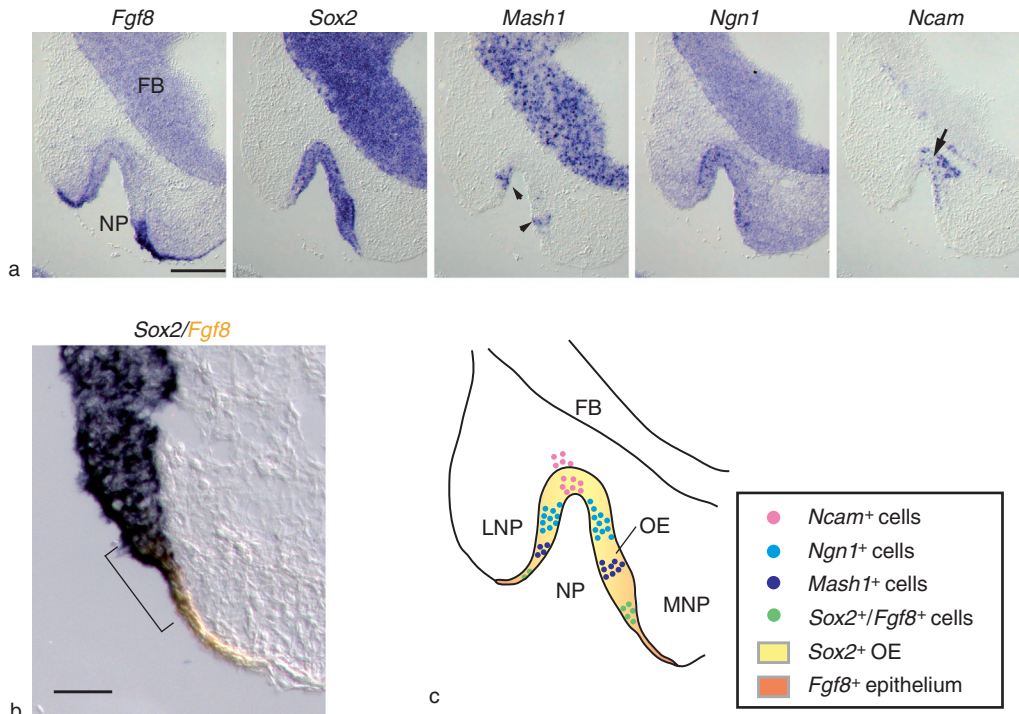 Fgf8 Sox2 Mash1 Ngn1 Ncam
FB
NP
a
Sox2/Fgf8
b
FB
LNP
OE
NP
MNP
c
Ncam+ cells
Ngn1+ cells
Mash1+ cells
Sox2+/Fgf8+ cells
Sox2+ OE
Fgf8+ epithelium